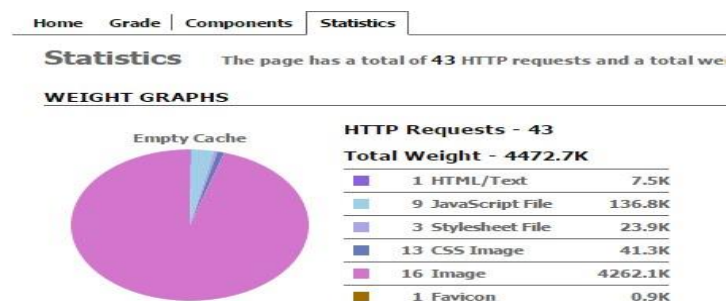 Home Grade Components Statistics
Statistics The page has a total of 43 HTTP requests and a total
WEIGHT GRAPHS
Empty Cache
HTTP Requests - 43
Total Weight - 4472.7K
1 HTML/Text 7.5K
9 JavaScript File 136.8K
3 Stylesheet File 23.9K
13 CSS Image 41.3K
16 Image 4262.1K
1 Favicon 0.9K